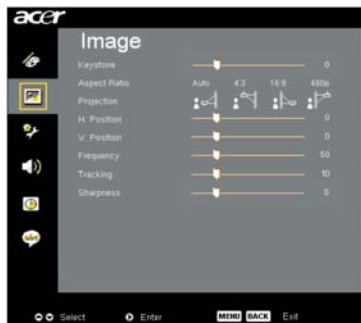 acer
Image
Keystone 0
Aspect Ratio Auto 4:3 16:9 480p
Projection
H. Position 0
V. Position 0
Frequency 50
Tracking 10
Sharpness 0
Select Enter MENU BACK Exit